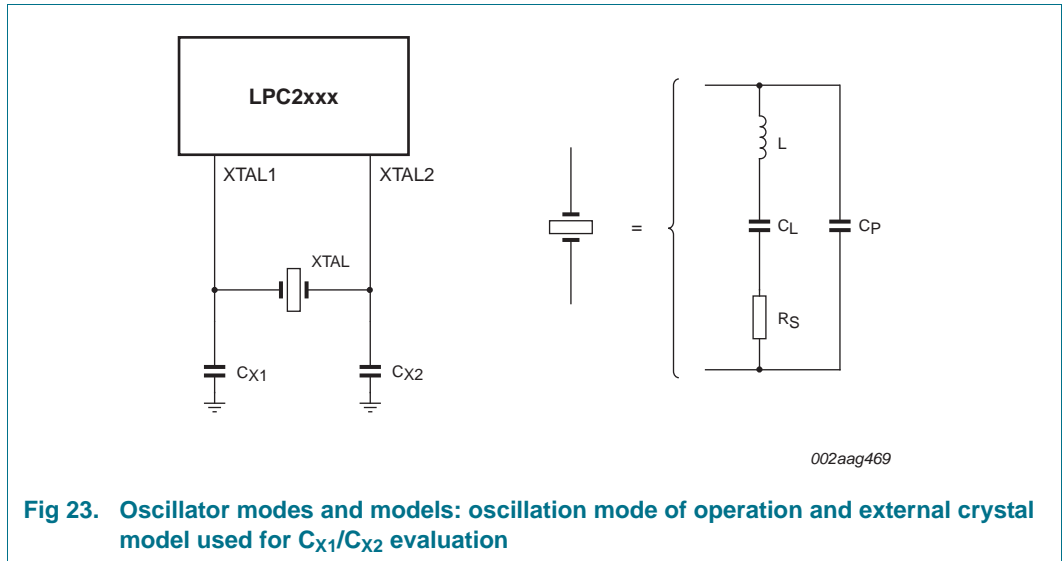 LPC2xxx
XTAL1
XTAL2
XTAL
CX1
CX2
=
L
CL
CP
RS
002aag469
Fig 23. Oscillator modes and models: oscillation mode of operation and external crystal
model used for CX1/CX2 evaluation